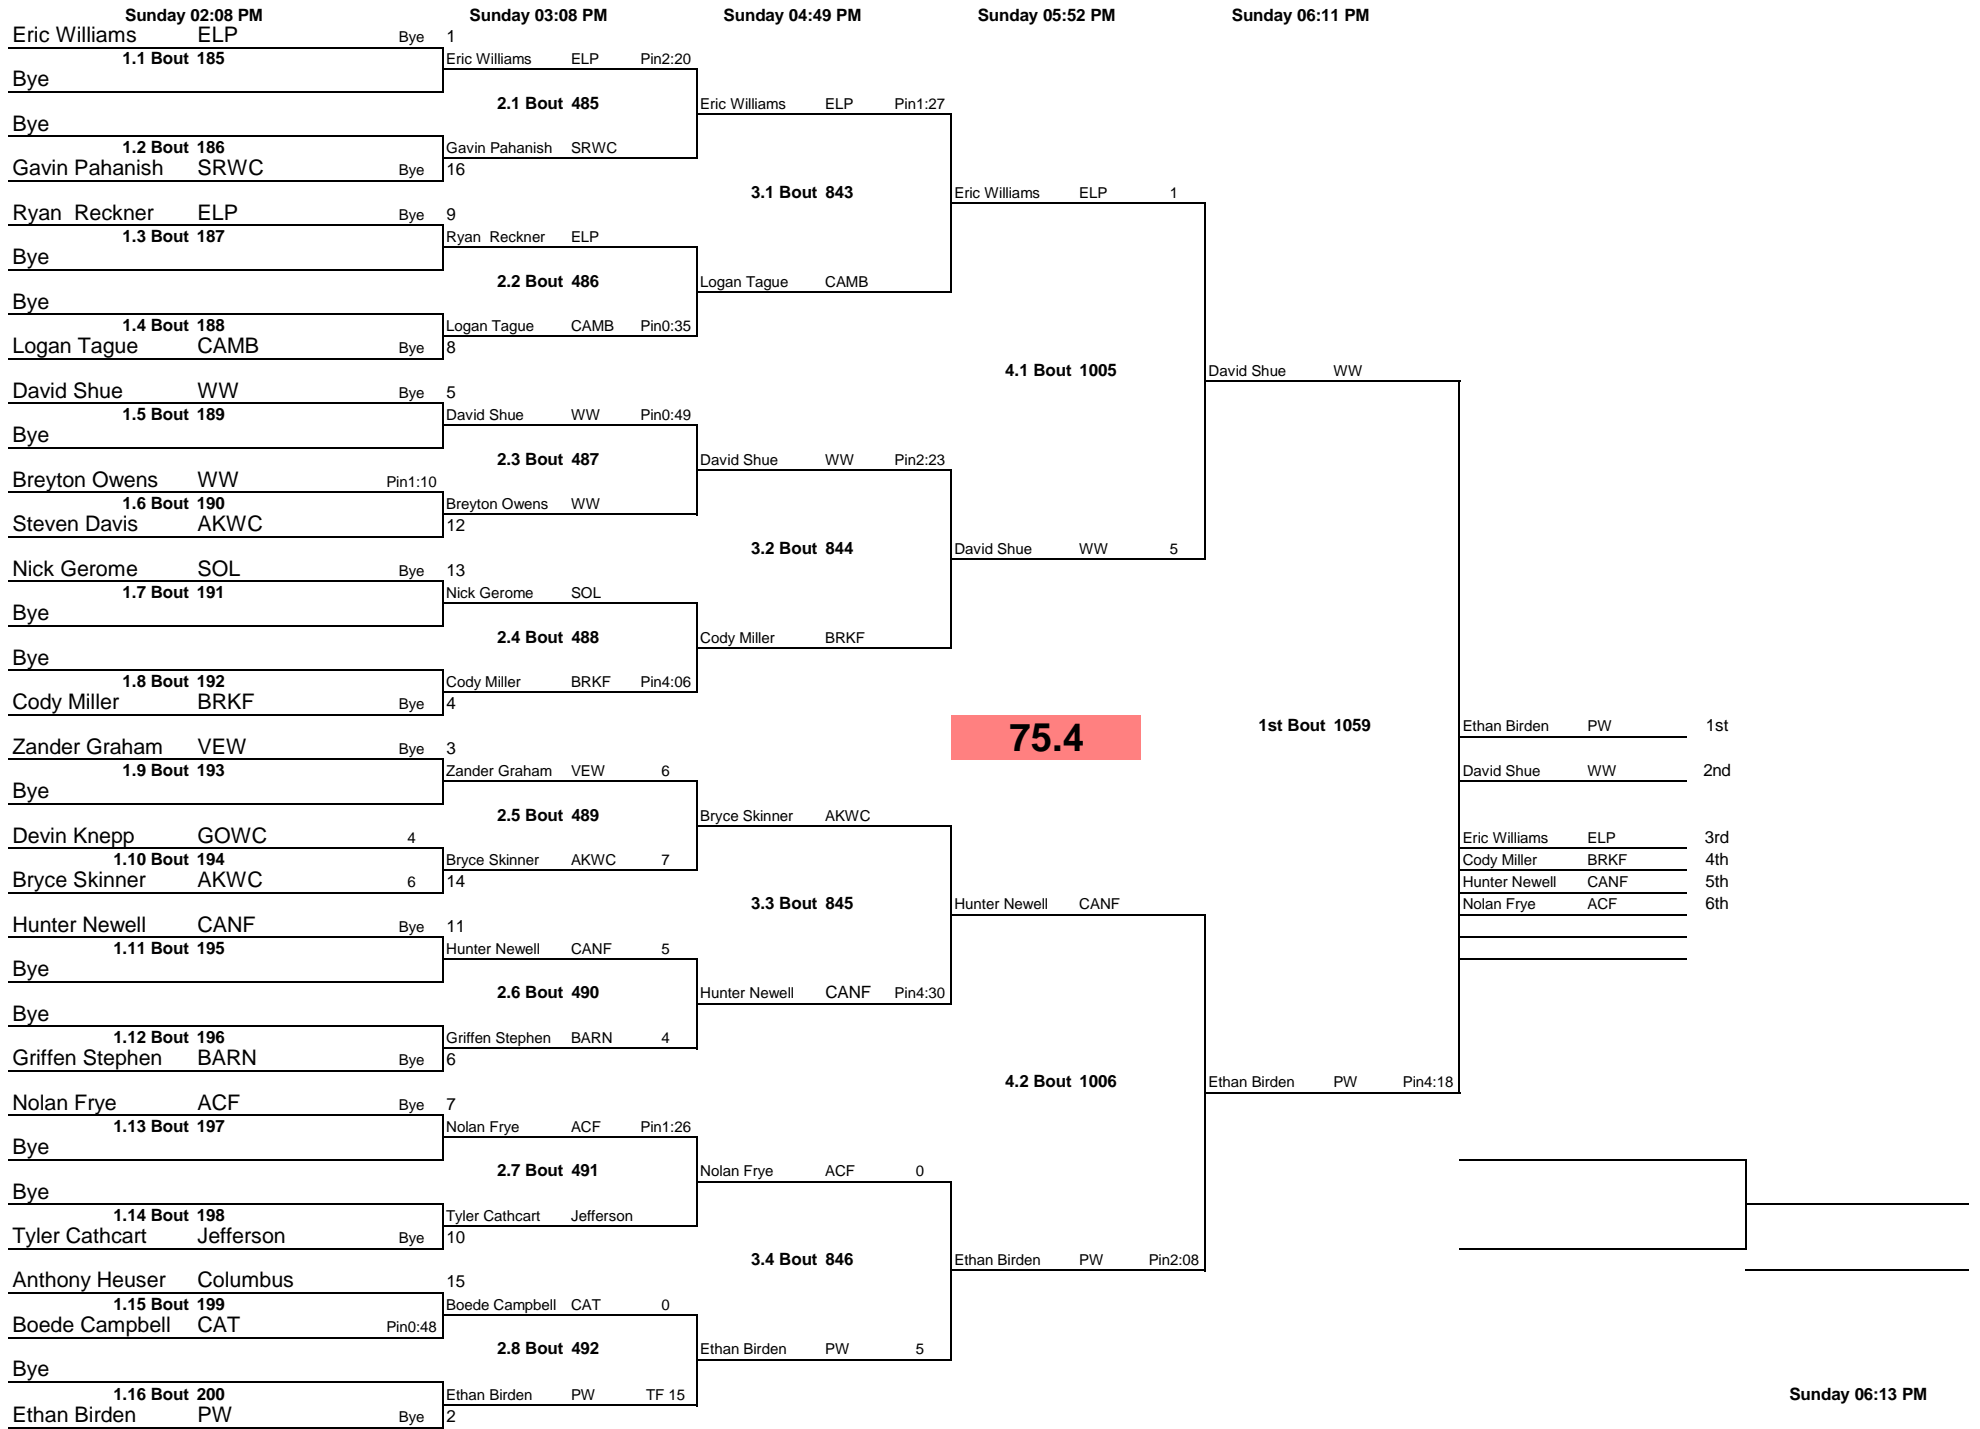 Sunday 02:08 PM Sunday 03:08 PM Sunday 04:49 PM Sunday 05:52 PM Sunday 06:11 PM
Eric Williams ELP Bye 1
1.1 Bout 185 Eric Williams ELP Pin2:20
Bye
2.1 Bout 485 Eric Williams ELP Pin1:27
Bye
1.2 Bout 186 Gavin Pahanish SRWC
Gavin Pahanish SRWC Bye 16
3.1 Bout 843 Eric Williams ELP 1
Ryan Reckner ELP Bye 9
1.3 Bout 187 Ryan Reckner ELP
Bye
2.2 Bout 486 Logan Tague CAMB
Bye
1.4 Bout 188 Logan Tague CAMB Pin0:35
Logan Tague CAMB Bye 8
4.1 Bout 1005 David Shue WW
David Shue WW Bye 5
1.5 Bout 189 David Shue WW Pin0:49
Bye
2.3 Bout 487 David Shue WW Pin2:23
Breyton Owens WW Pin1:10
1.6 Bout 190 Breyton Owens WW
Steven Davis AKWC 12
3.2 Bout 844 David Shue WW 5
Nick Gerome SOL Bye 13
1.7 Bout 191 Nick Gerome SOL
Bye
2.4 Bout 488 Cody Miller BRKF
Bye
1.8 Bout 192 Cody Miller BRKF Pin4:06
Cody Miller BRKF Bye 4
75.4 1st Bout 1059 Ethan Birden PW 1st
Zander Graham VEW Bye 3
1.9 Bout 193 Zander Graham VEW 6 David Shue WW 2nd
Bye
2.5 Bout 489 Bryce Skinner AKWC
Devin Knepp GOWC 4 Eric Williams ELP 3rd
1.10 Bout 194 Bryce Skinner AKWC 7 Cody Miller BRKF 4th
Bryce Skinner AKWC 6 14 Hunter Newell CANF 5th
3.3 Bout 845 Hunter Newell CANF Nolan Frye ACF 6th
Hunter Newell CANF Bye 11
1.11 Bout 195 Hunter Newell CANF 5
Bye
2.6 Bout 490 Hunter Newell CANF Pin4:30
Bye
1.12 Bout 196 Griffen Stephen BARN 4
Griffen Stephen BARN Bye 6
4.2 Bout 1006 Ethan Birden PW Pin4:18
Nolan Frye ACF Bye 7
1.13 Bout 197 Nolan Frye ACF Pin1:26
Bye
2.7 Bout 491 Nolan Frye ACF 0
Bye
1.14 Bout 198 Tyler Cathcart Jefferson
Tyler Cathcart Jefferson Bye 10
3.4 Bout 846 Ethan Birden PW Pin2:08
Anthony Heuser Columbus 15
1.15 Bout 199 Boede Campbell CAT 0
Boede Campbell CAT Pin0:48
2.8 Bout 492 Ethan Birden PW 5
Bye
1.16 Bout 200 Ethan Birden PW TF 15 Sunday 06:13 PM
Ethan Birden PW Bye 2